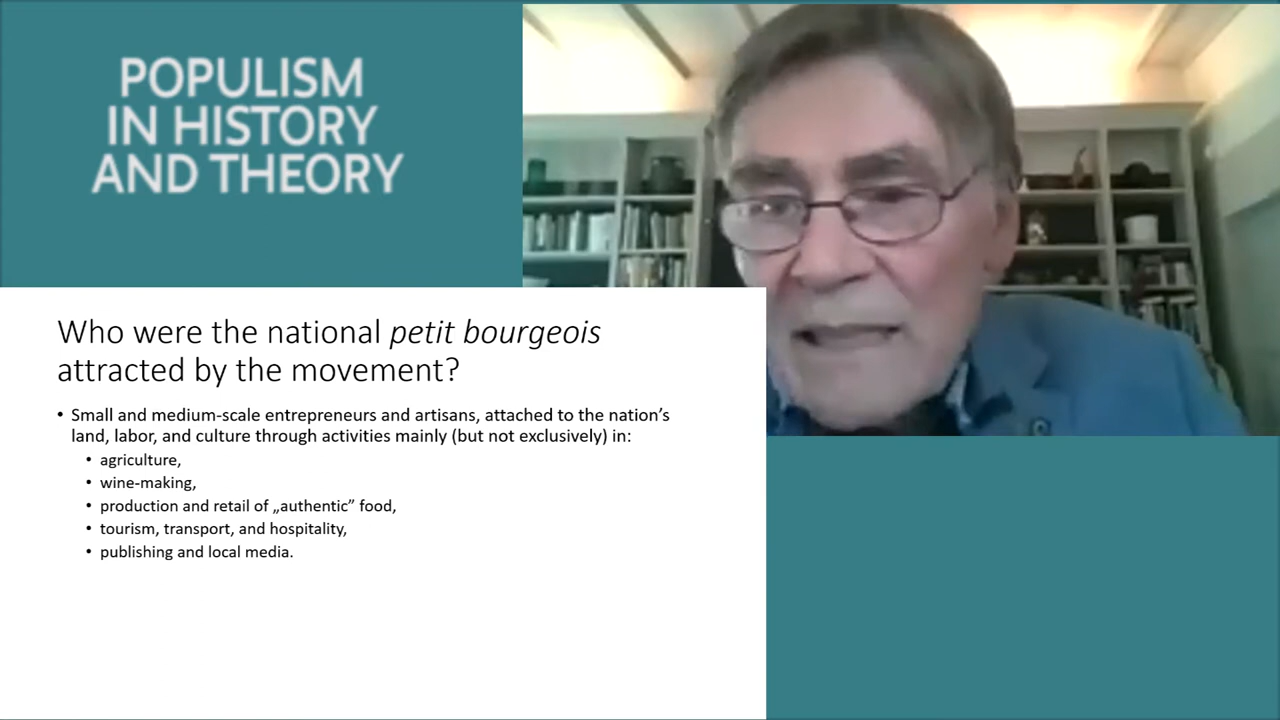 POPULISM
IN HISTORY
AND THEORY
Who were the national petit bourgeois
attracted by the movement?
• Small and medium-scale entrepreneurs and artisans, attached to the nation’s
land, labor, and culture through activities mainly (but not exclusively) in:
• agriculture,
• wine-making,
• production and retail of „authentic” food,
• tourism, transport, and hospitality,
• publishing and local media.